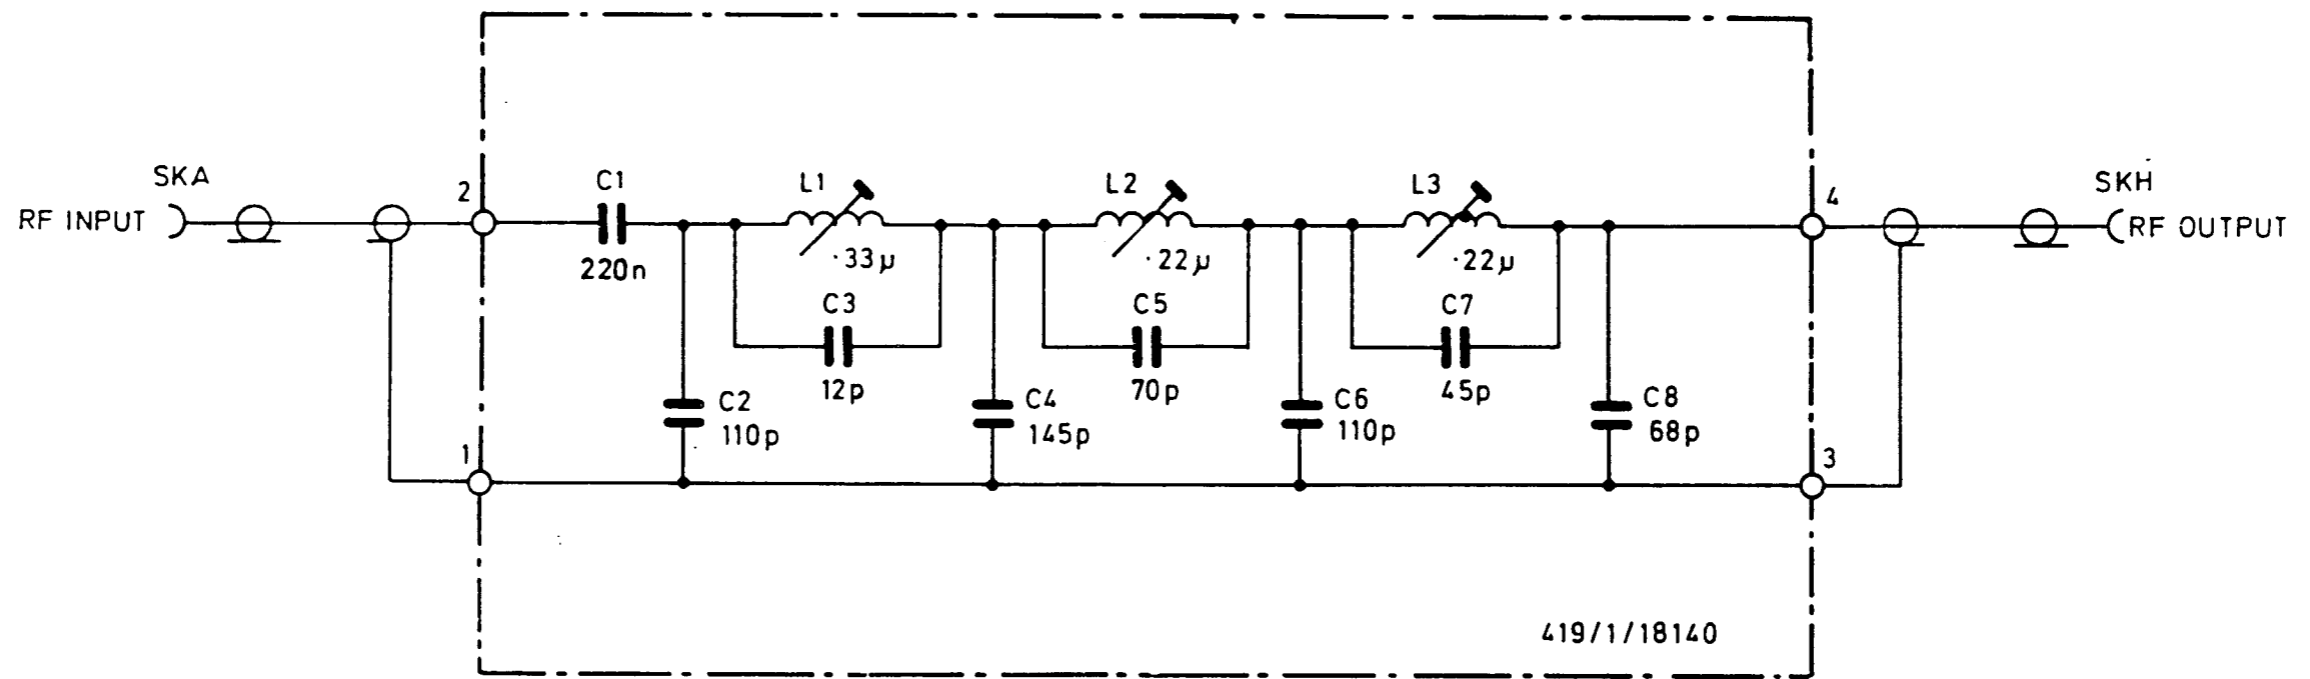 SKA
RF INPUT
2
C1
220n
L1
.33µ
C3
12p
L2
.22µ
C5
70p
L3
.22µ
C7
45p
4
SKH
RF OUTPUT
1
C2
110p
C4
145p
C6
110p
C8
68p
3
419/1/18140